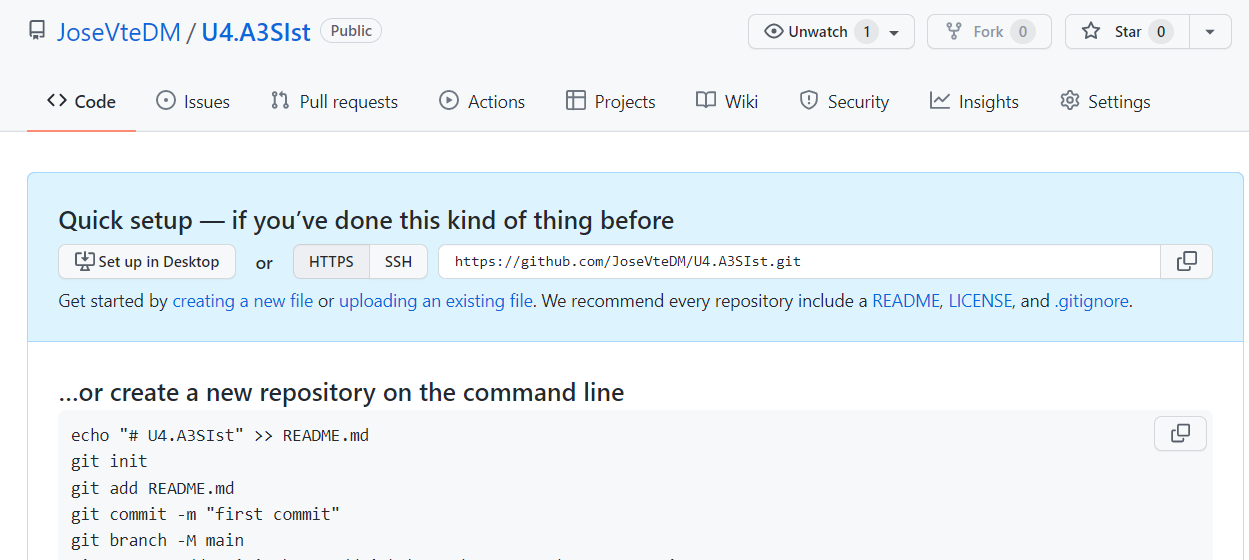 JoseVteDM / U4.A3SIst Public Unwatch 1 Fork 0 Star 0
Code Issues Pull requests Actions Projects Wiki Security Insights Settings
Quick setup — if you’ve done this kind of thing before
Set up in Desktop or HTTPS SSH https://github.com/JoseVteDM/U4.A3SIst.git
Get started by creating a new file or uploading an existing file. We recommend every repository include a README, LICENSE, and .gitignore.
…or create a new repository on the command line
echo "# U4.A3SIst" >> README.md
git init
git add README.md
git commit -m "first commit"
git branch -M main